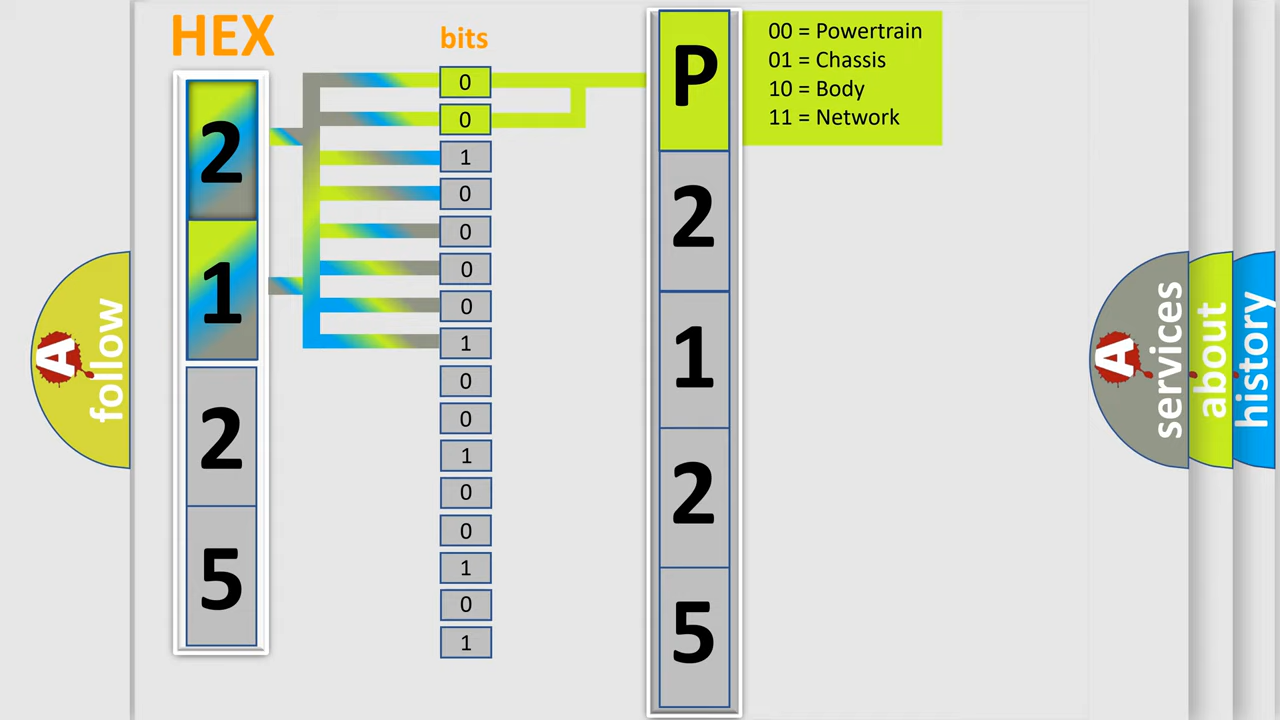 HEX
bits
2
1
2
5
0
0
1
0
0
0
0
1
0
0
1
0
0
1
0
1
P
2
1
2
5
00 = Powertrain
01 = Chassis
10 = Body
11 = Network
A
follow
A
services
about
history